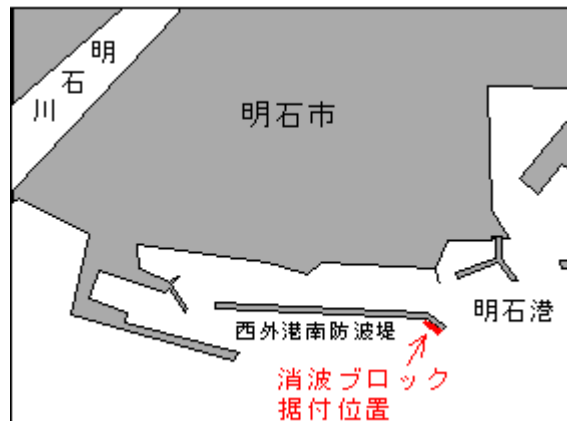 明石川
明石市
明石港
西外港南防波堤
消波ブロック
据付位置